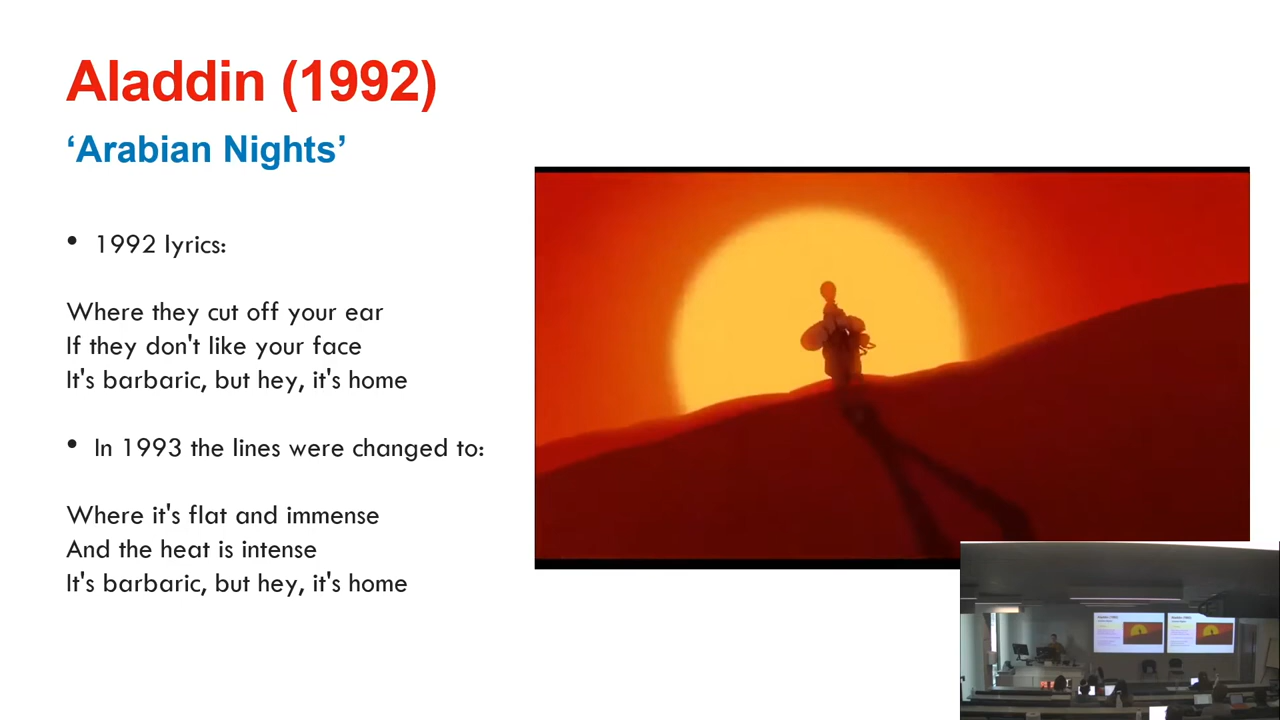 Aladdin (1992)
‘Arabian Nights’
• 1992 lyrics:
Where they cut off your ear
If they don't like your face
It's barbaric, but hey, it's home
• In 1993 the lines were changed to:
Where it's flat and immense
And the heat is intense
It's barbaric, but hey, it's home